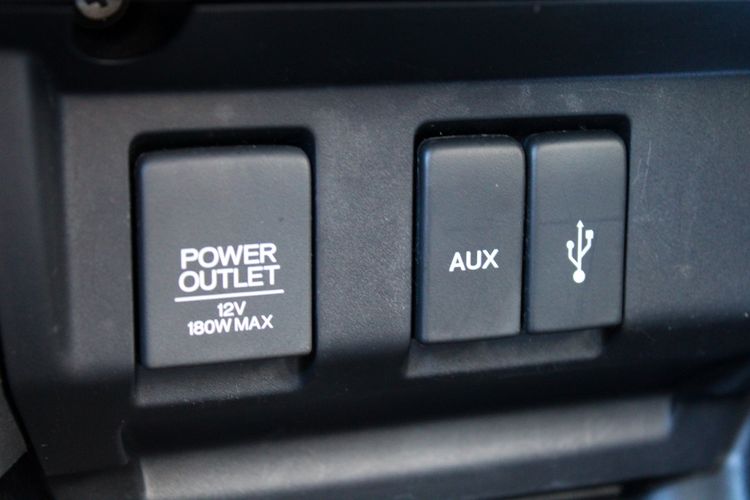 POWER
OUTLET
12V
180W MAX
AUX